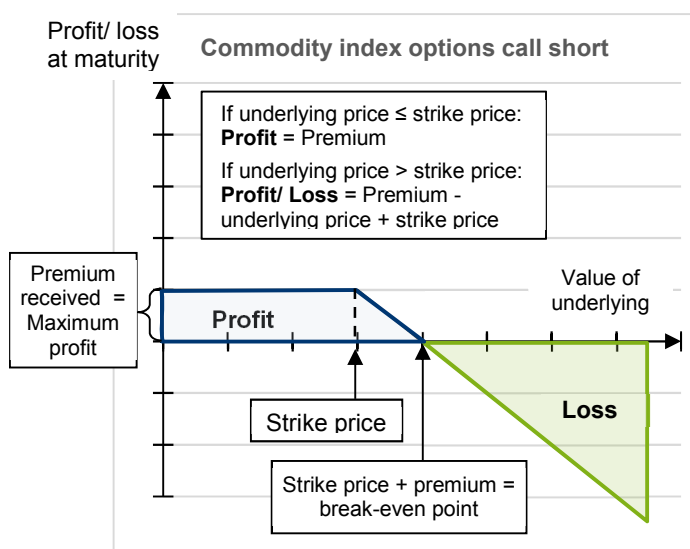 Profit/ loss
at maturity
Commodity index options call short
If underlying price ≤ strike price:
Profit = Premium
If underlying price > strike price:
Profit/ Loss = Premium -
underlying price + strike price
Premium
received =
Maximum
profit
Profit
Value of
underlying
Strike price
Loss
Strike price + premium =
break-even point